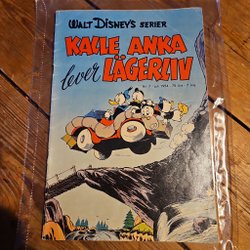 WALT DISNEY'S SERIER
KALLE ANKA
lever LÄGERLIV